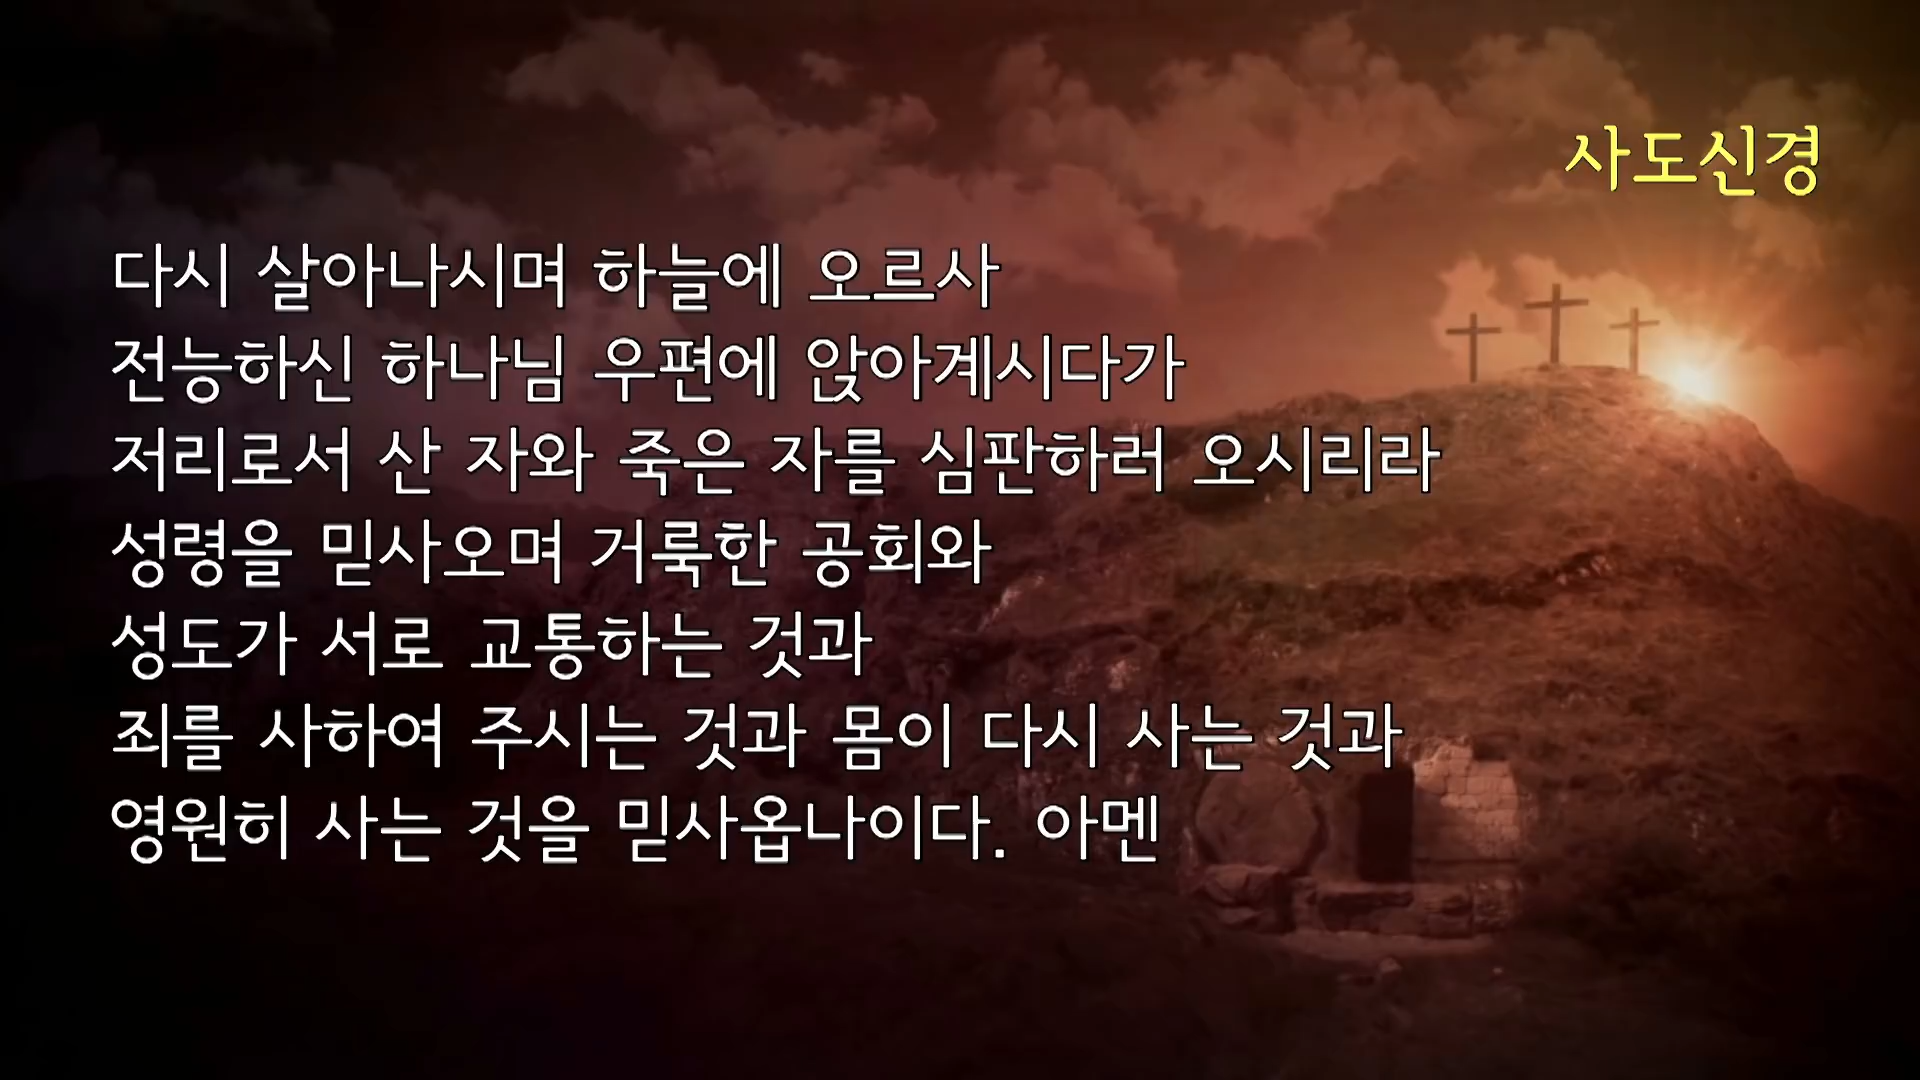 사도신경
다시 살아나시며 하늘에 오르사
전능하신 하나님 우편에 앉아계시다가
저리로서 산 자와 죽은 자를 심판하러 오시리라
성령을 믿사오며 거룩한 공회와
성도가 서로 교통하는 것과
죄를 사하여 주시는 것과 몸이 다시 사는 것과
영원히 사는 것을 믿사옵나이다. 아멘